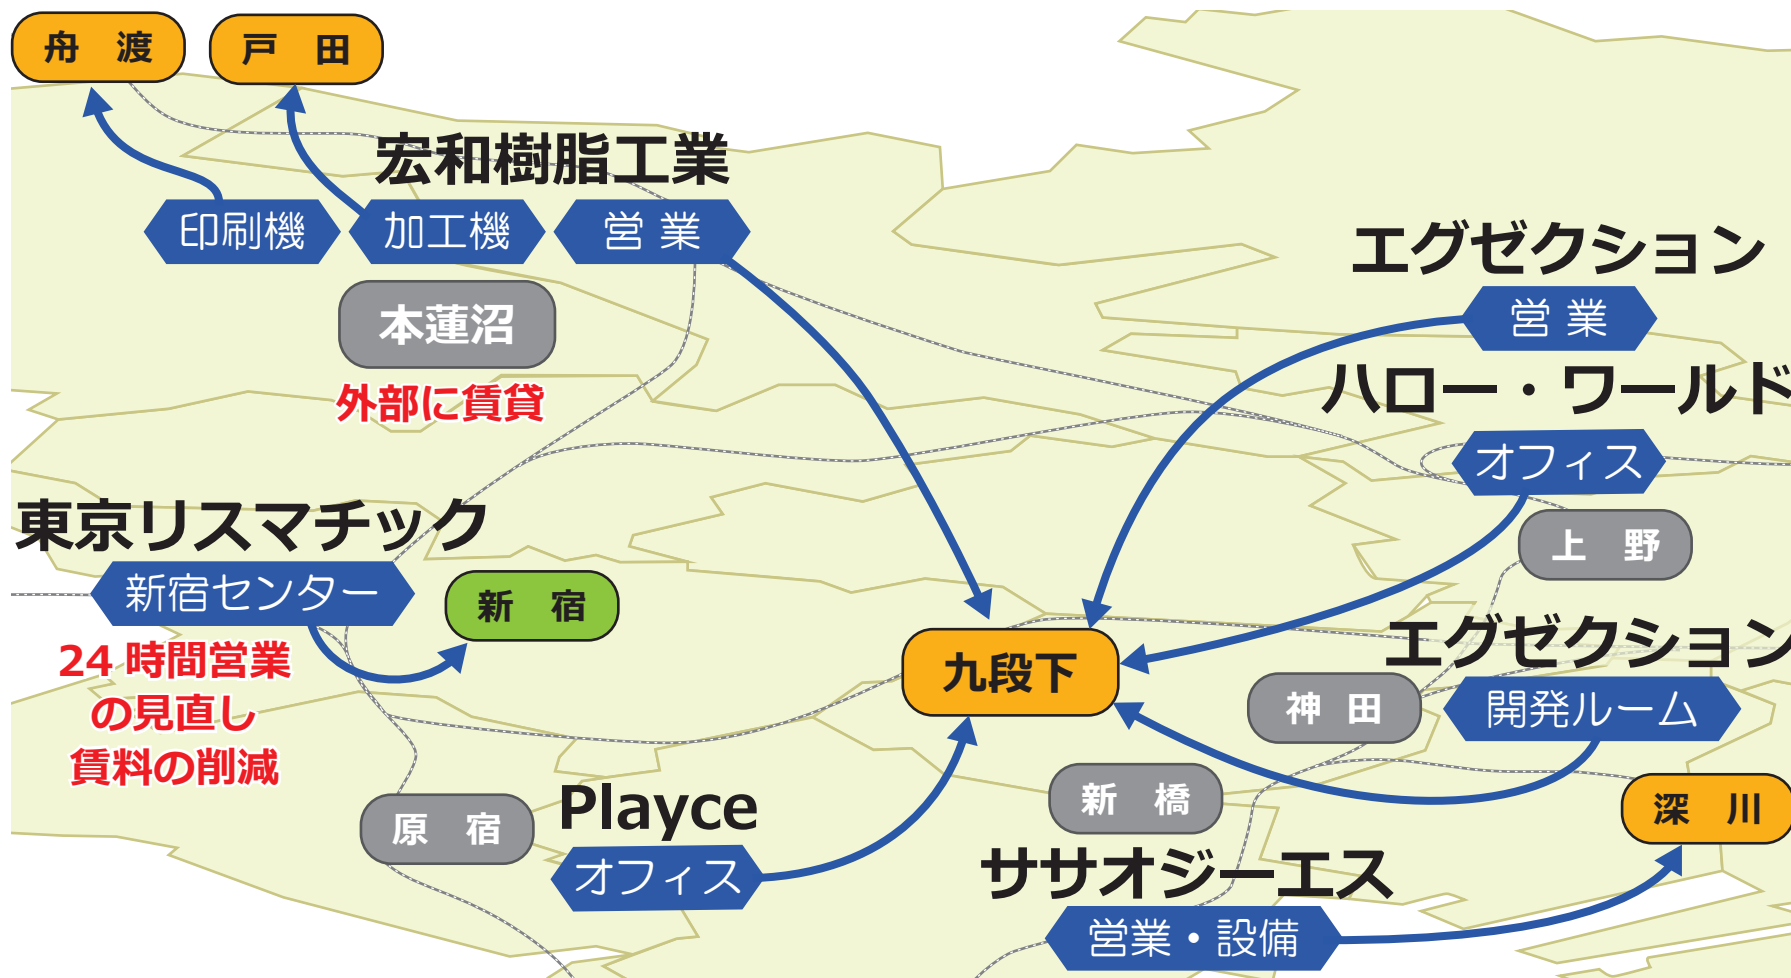 舟　渡
戸　田
宏和樹脂工業
印刷機
加工機
営 業
本蓮沼
外部に賃貸
エグゼクション
営 業
ハロー・ワールド
オフィス
上　野
東京リスマチック
新宿センター
新　宿
24 時間営業
の見直し
賃料の削減
九段下
エグゼクション
神 田
開発ルーム
原　宿
Playce
オフィス
新　橋
深　川
ササオジーエス
営業・設備